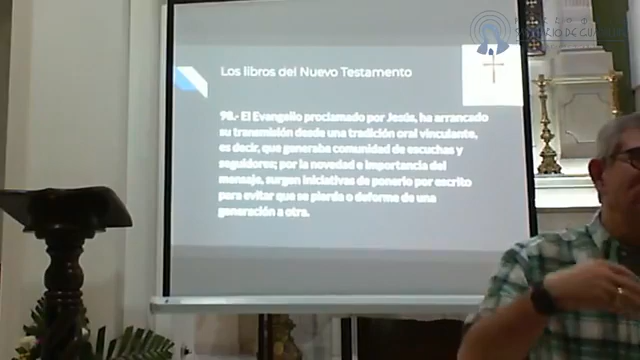 Los libros del Nuevo Testamento
98.- El Evangelio proclamado por Jesús, ha arrancado
su transmisión desde una tradición oral vinculante,
es decir, que generaba comunidad de escuchas y
seguidores; por la novedad e importancia del
mensaje, surgen iniciativas de ponerlo por escrito
para evitar que se pierda o deforme de una
generación a otra.